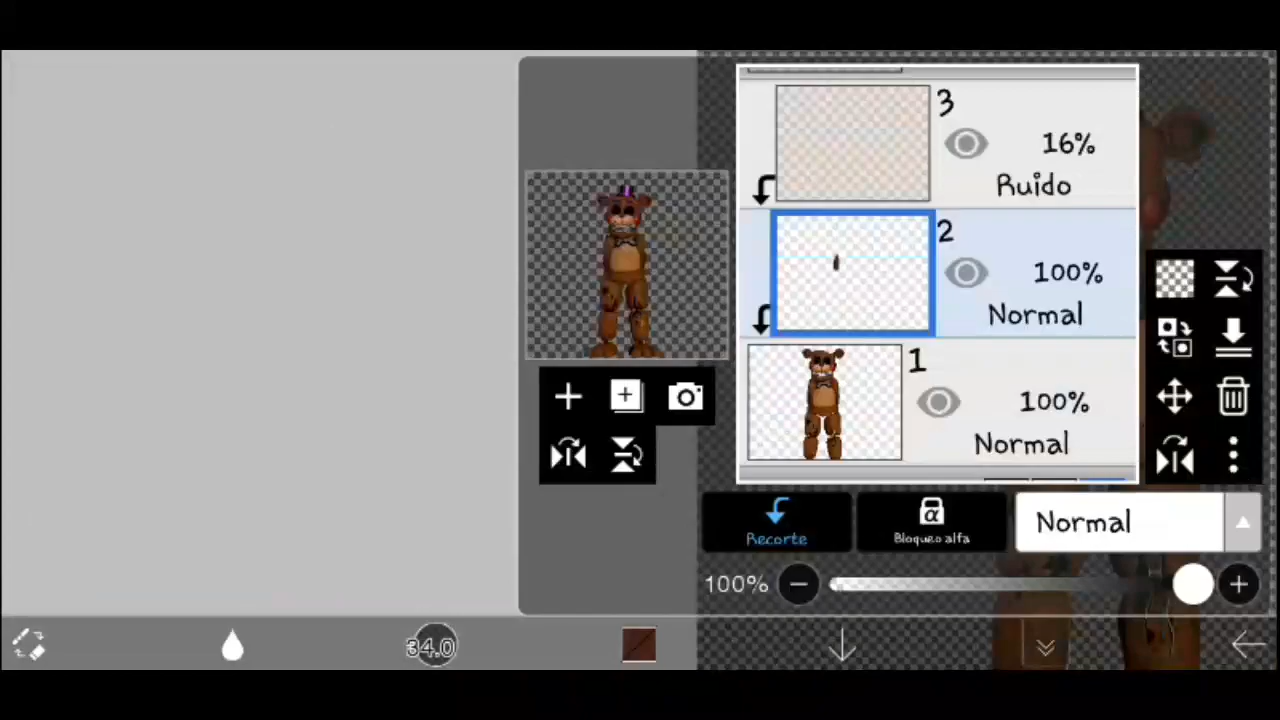 3
16%
Ruido
2
100%
Normal
1
100%
Normal
Recorte
α
Bloqueo alfa
Normal
100%
34.0